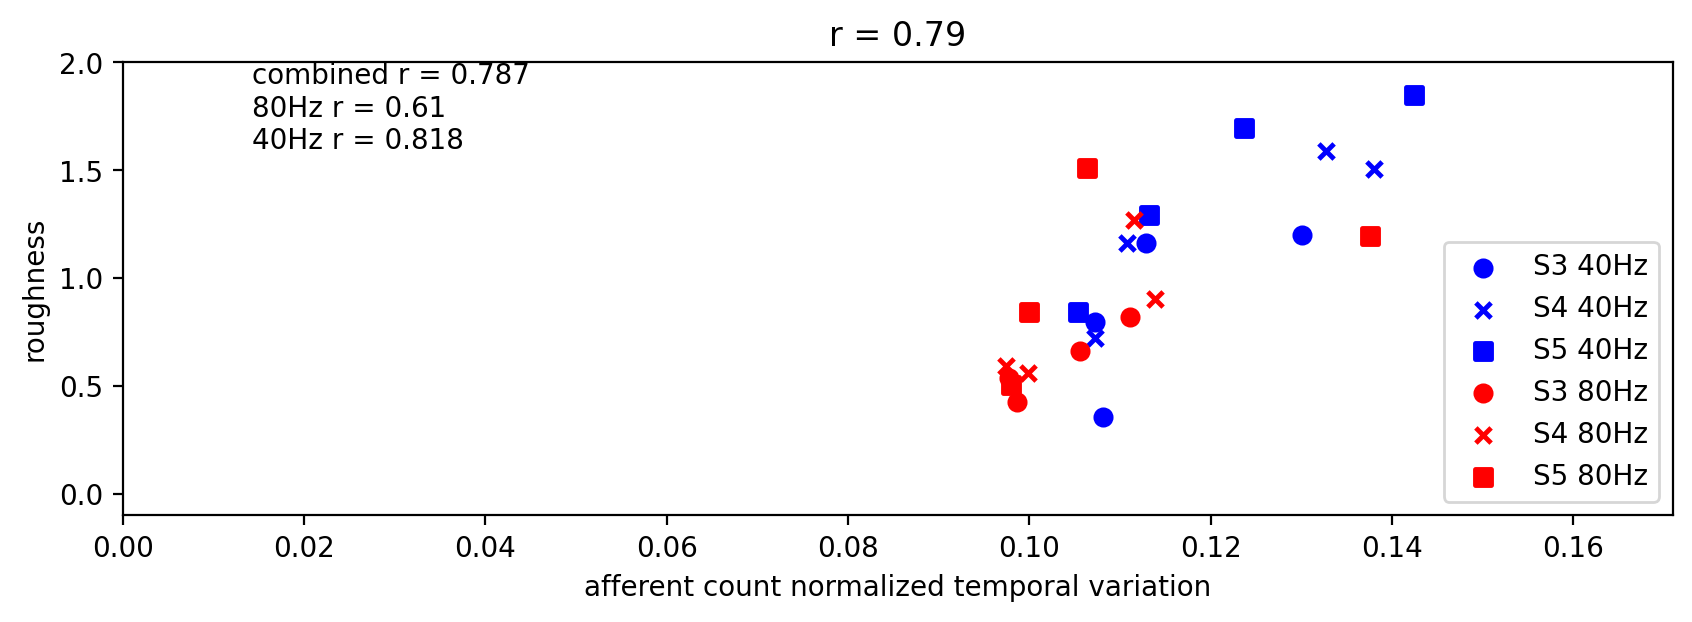 r = 0.79
combined r = 0.787
80Hz r = 0.61
40Hz r = 0.818
2.0
1.5
1.0
0.5
0.0
roughness
S3 40Hz
S4 40Hz
S5 40Hz
S3 80Hz
S4 80Hz
S5 80Hz
0.00 0.02 0.04 0.06 0.08 0.10 0.12 0.14 0.16
afferent count normalized temporal variation